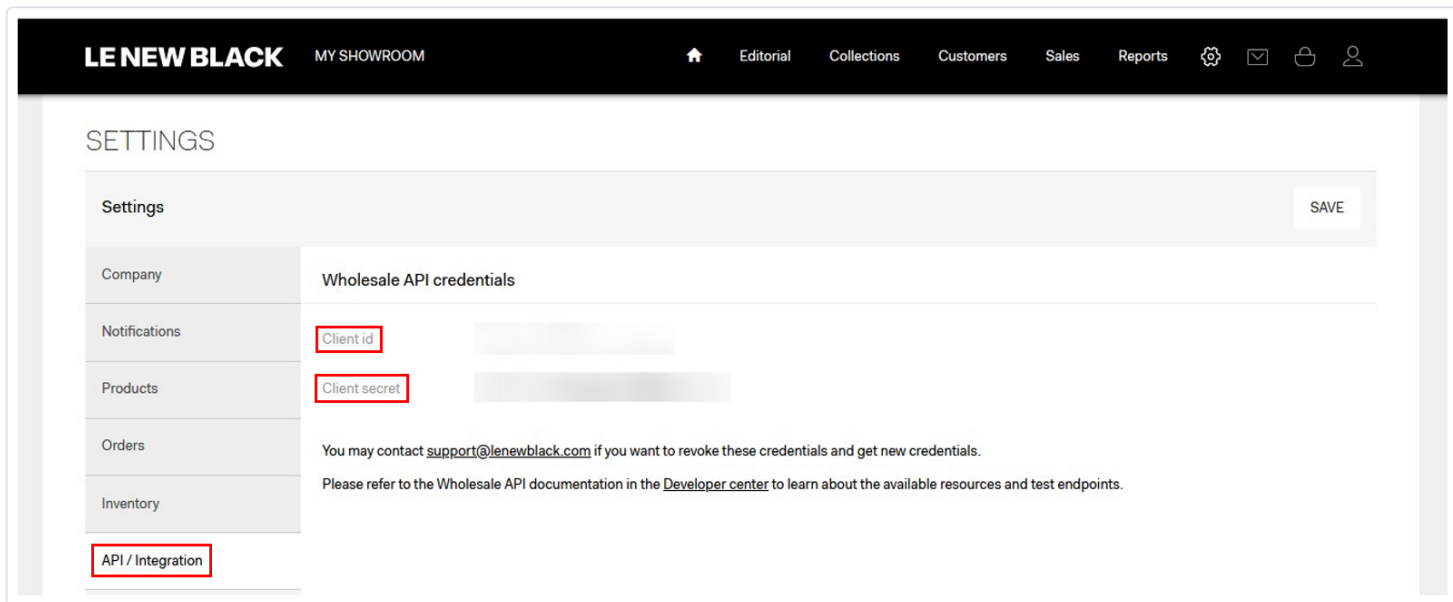 LE NEW BLACK MY SHOWROOM Editorial Collections Customers Sales Reports
SETTINGS
Settings SAVE
Company
Wholesale API credentials
Notifications
Client id
Products
Client secret
Orders
You may contact support@lenewblack.com if you want to revoke these credentials and get new credentials.
Please refer to the Wholesale API documentation in the Developer center to learn about the available resources and test endpoints.
Inventory
API / Integration